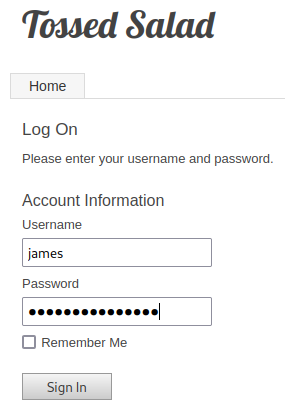 Tossed Salad
Home
Log On
Please enter your username and password.
Account Information
Username
james
Password
●●●●●●●●●●●●●●●
Remember Me
Sign In